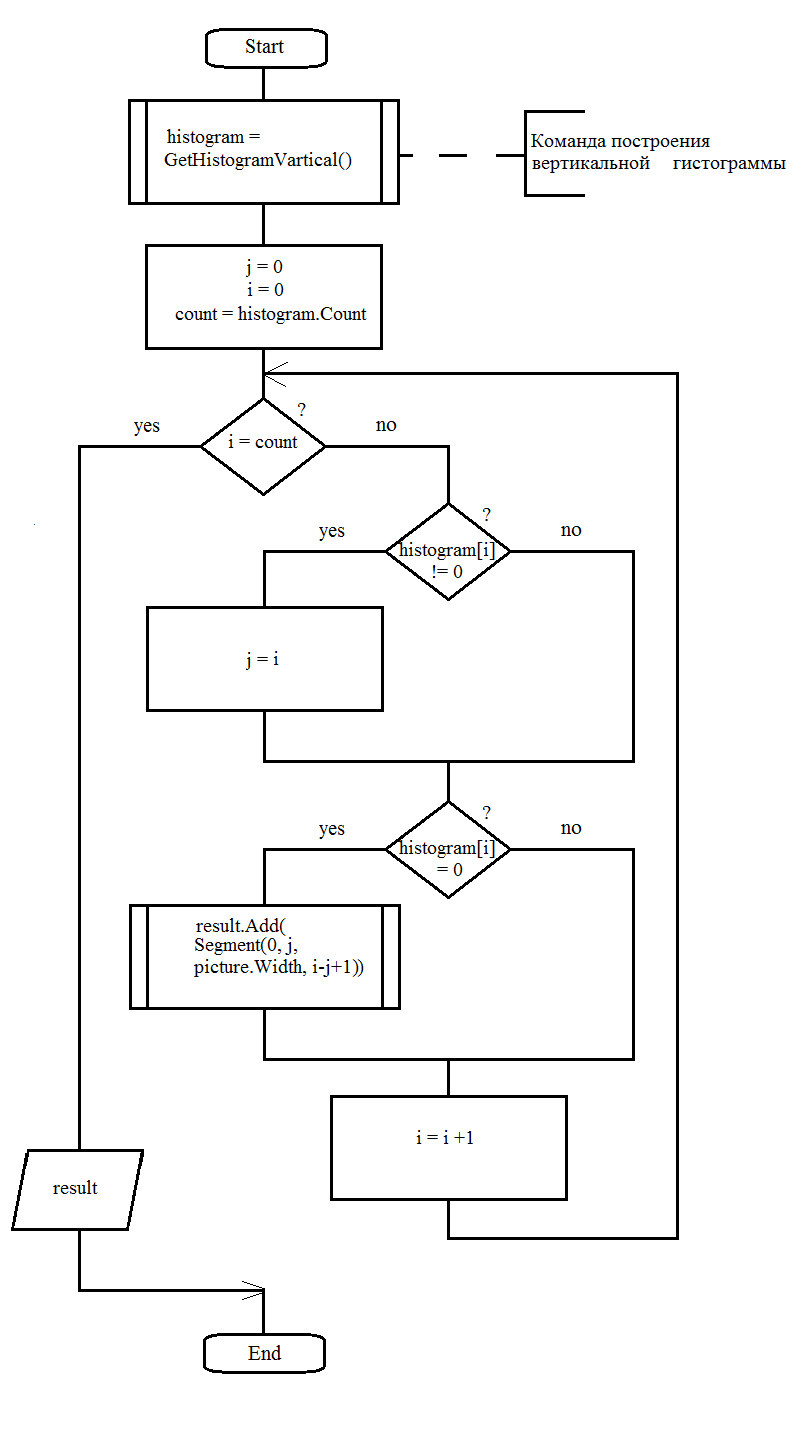 Start
histogram =
GetHistogramVartical()
Команда построения
вертикальной гистограммы
j = 0
i = 0
count = histogram.Count
?
yes
i = count
no
?
yes
histogram[i]
!= 0
no
j = i
?
yes
histogram[i]
= 0
no
result.Add(
Segment(0, j,
picture.Width, i-j+1))
i = i +1
result
End